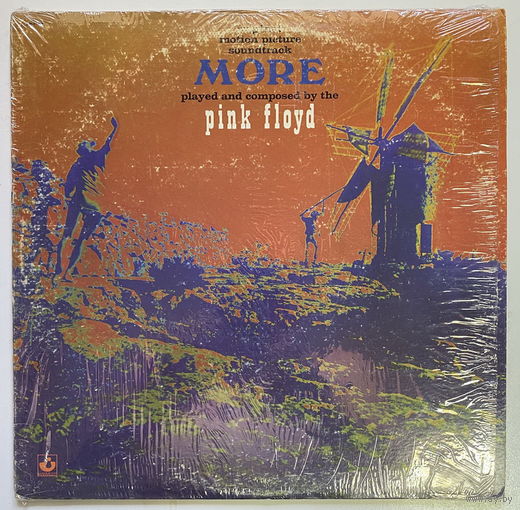 motion picture
soundtrack
MORE
played and composed by the
pink floyd